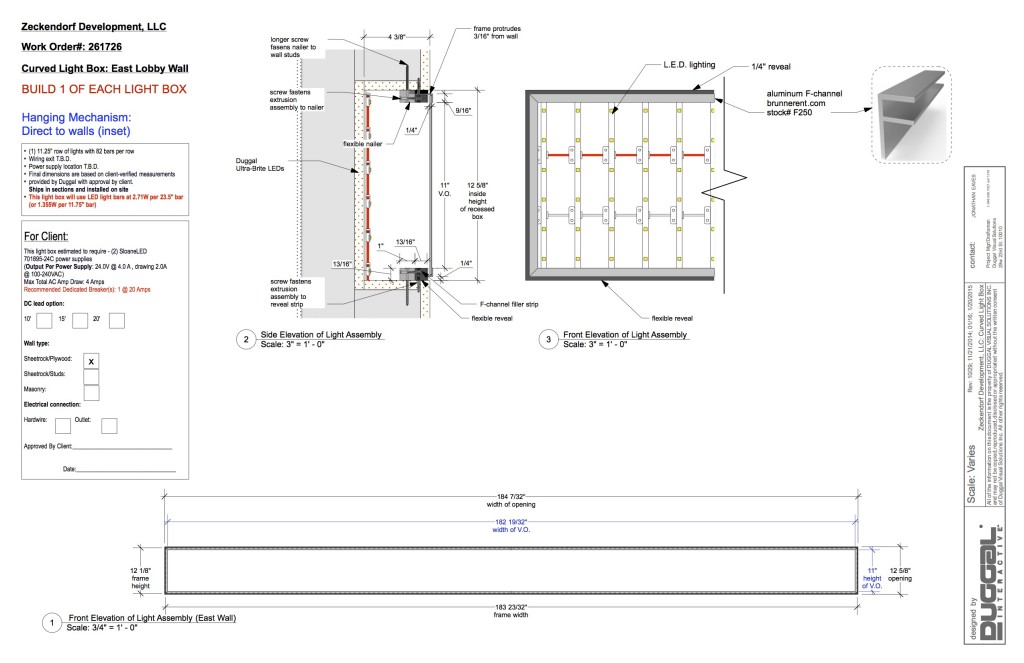 Zeckendorf Development, LLC
Work Order#: 261726
Curved Light Box: East Lobby Wall
BUILD 1 OF EACH LIGHT BOX
Hanging Mechanism:
Direct to walls (inset)
• (1) 11.25" row of lights with 82 bars per row
• Wiring exit T.B.D.
• Power supply location T.B.D.
• Final dimensions are based on client-verified measurements
• provided by Duggal with approval by client.
Ships in sections and installed on site
• This light box will use LED light bars at 2.71W per 23.5" bar
(or 1.355W per 11.75" bar)
For Client:
This light box estimated to require - (2) SloaneLED
701895-24C power supplies
(Output Per Power Supply: 24.0V @ 4.0 A , drawing 2.0A
@ 100-240VAC)
Max Total AC Amp Draw: 4 Amps
Recommended Dedicated Breaker(s): 1 @ 20 Amps
DC lead option:
10' 15' 20'
Wall type:
Sheetrock/Plywood: X
Sheetrock/Studs:
Masonry:
Electrical connection:
Hardwire: Outlet:
Approved By Client:
Date:
longer screw
fasens nailer to
wall studs
4 3/8"
frame protrudes
3/16" from wall
screw fastens
extrusion
assembly to nailer
9/16"
1/4"
flexible nailer
Duggal
Ultra-Brite LEDs
11"
V.O.
12 5/8"
inside
height
of recessed
box
13/16"
1"
13/16"
1/4"
screw fastens
extrusion
assembly to
reveal strip
F-channel filler strip
flexible reveal
2
Side Elevation of Light Assembly
Scale: 3" = 1' - 0"
L.E.D. lighting
1/4" reveal
aluminum F-channel
brunnerent.com
stock# F250
flexible reveal
3
Front Elevation of Light Assembly
Scale: 3" = 1' - 0"
184 7/32"
width of opening
182 19/32"
width of V.O.
12 1/8"
frame
height
11"
height
of V.O.
12 5/8"
opening
183 23/32"
frame width
1
Front Elevation of Light Assembly (East Wall)
Scale: 3/4" = 1' - 0"
contact:
JONATHAN EAMES
Project Mgr/Draftsman
Duggal Visual Solutions
Rev: 10/29; 11/21/2014; 01/16; 1/20/2015
Scale: Varies
Zeckendorf Development, LLC: Curved Light Box
All of the information on this document is the property of DUGGAL VISUAL SOLUTIONS INC.
and may not be copied, reproduced, disclosed or appropriated without the written consent
of Duggal Visual Solutions Inc. All other rights reserved.
designed by
DUGGAL
INTERACTIVE